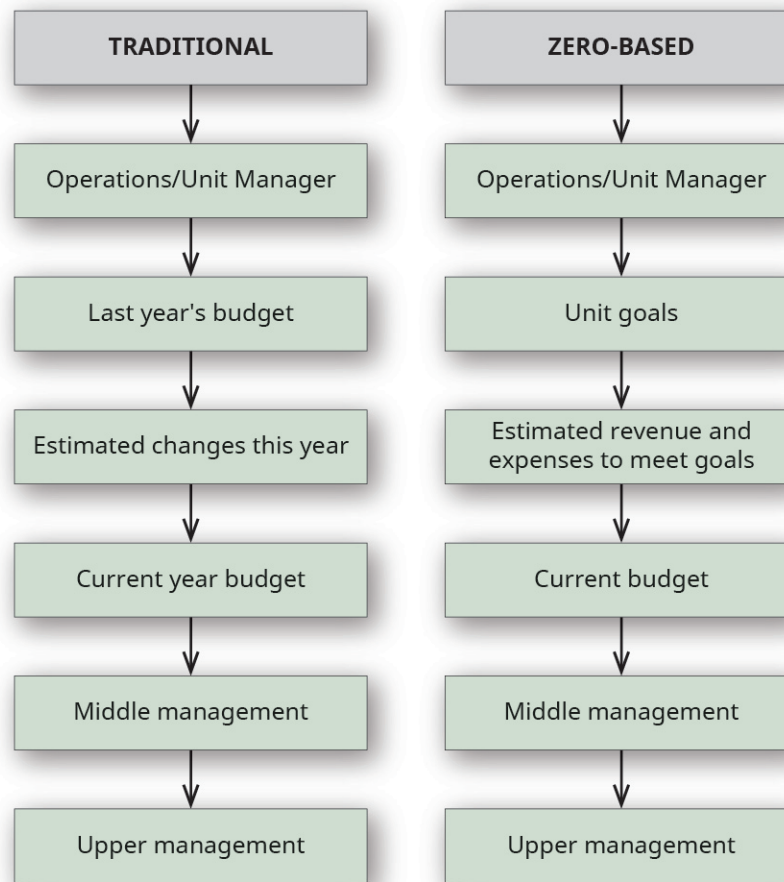 TRADITIONAL
Operations/Unit Manager
Last year's budget
Estimated changes this year
Current year budget
Middle management
Upper management
ZERO-BASED
Operations/Unit Manager
Unit goals
Estimated revenue and
expenses to meet goals
Current budget
Middle management
Upper management